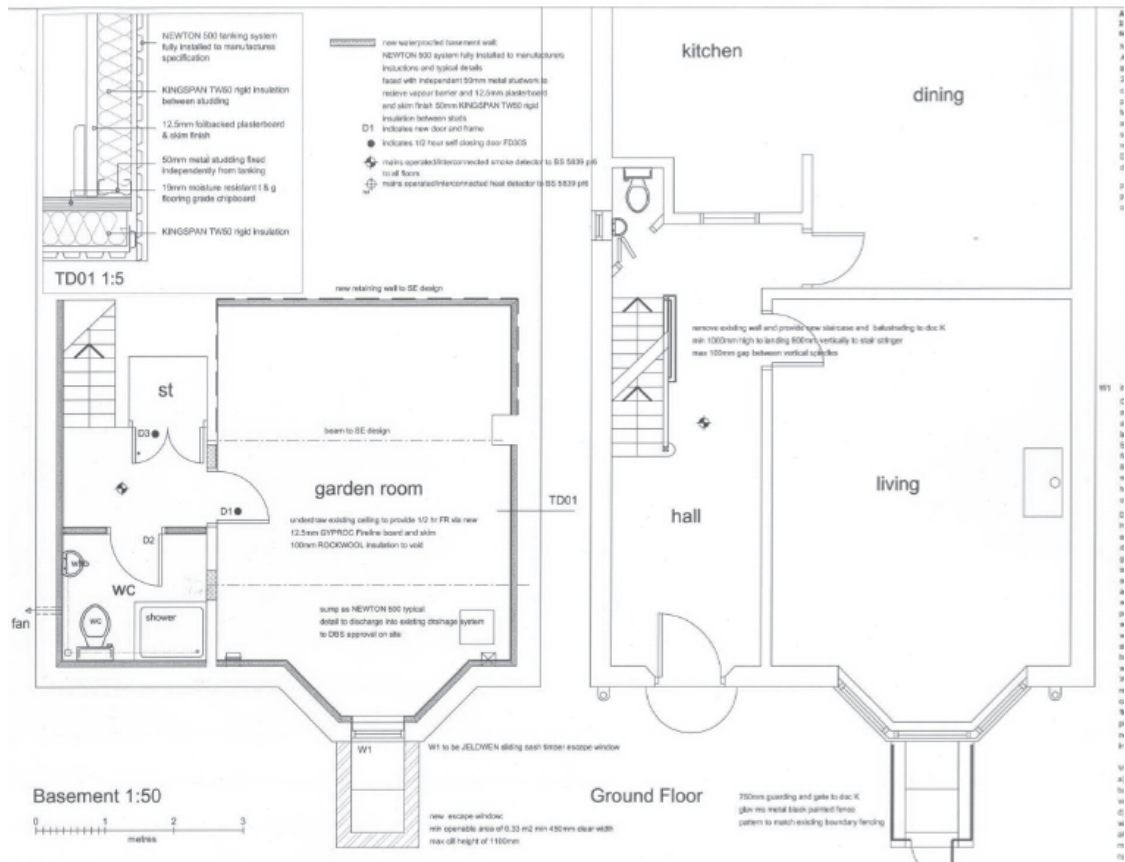 NEWTON 500 tanking system
fully installed to manufactures
specification
KINGSPAN TW50 rigid insulation
between studding
12.5mm foilbacked plasterboard
& skim finish
50mm metal studding fixed
independently from tanking
19mm moisture resistant t & g
flooring grade chipboard
KINGSPAN TW50 rigid insulation
TD01 1:5
new waterproofed basement wall:
NEWTON 500 system fully installed to manufacturers
instuctions and typical details
faced with independent 50mm metal studwork to
recieve vapour barrier and 12.5mm plasterboard
and skim finish 50mm KINGSPAN TW50 rigid
insulation between studs
D1 indicates new door and frame
indicates 1/2 hour self closing door FD30S
mains operated/interconnected smoke detector to BS 5839 pt6
to all floors
mains operated/interconnected heat detector to BS 5839 pt6
new retaining wall to SE design
st
D3
beam to SE design
garden room
D1
TD01
underdraw existing ceiling to provide 1/2 hr FR via new
12.5mm GYPROC Fireline board and skim
100mm ROCKWOOL insulation to void
D2
WC
fan
WC
shower
sump as NEWTON 500 typical
detail to discharge into existing drainage system
to DBS approval on site
W1
W1 to be JELDWEN sliding sash timber escape window
new escape window:
min openable area of 0.33 m2 min 450mm clear width
max cill height of 1100mm
Basement 1:50
0 1 2 3
metres
kitchen
dining
remove existing wall and provide new staircase and balustrading to doc K
min 1000mm high to landing 900mm vertically to stair stringer
max 100mm gap between vertical spindles
hall
living
W1
Ground Floor
750mm guarding and gate to doc K
galv ms metal black painted fence
pattern to match existing boundary fencing